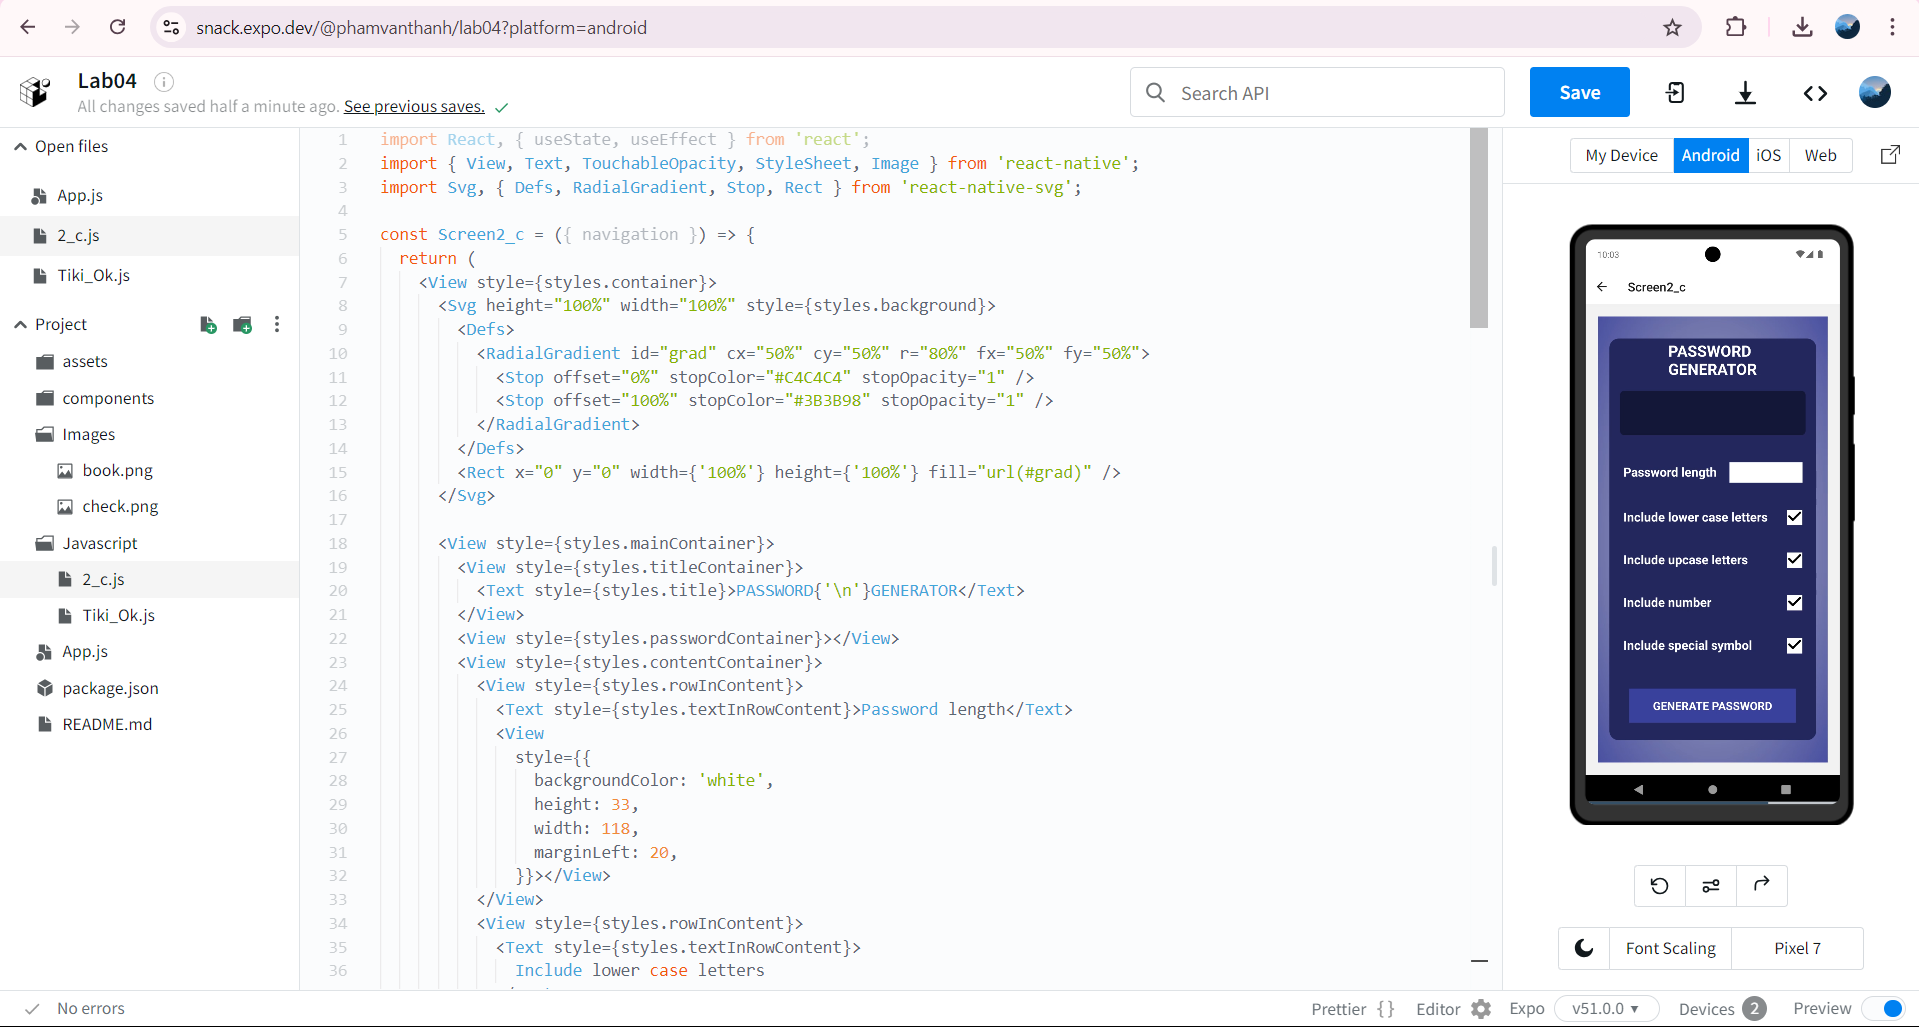 snack.expo.dev/@phamvanthanh/lab04?platform=android
Lab04
All changes saved half a minute ago. See previous saves.
Search API
Save
Open files
App.js
2_c.js
Tiki_Ok.js
Project
assets
components
Images
book.png
check.png
Javascript
2_c.js
Tiki_Ok.js
App.js
package.json
README.md
1 import React, { useState, useEffect } from 'react';
2 import { View, Text, TouchableOpacity, StyleSheet, Image } from 'react-native';
3 import Svg, { Defs, RadialGradient, Stop, Rect } from 'react-native-svg';
4
5 const Screen2_c = ({ navigation }) => {
6 return (
7 <View style={styles.container}>
8 <Svg height="100%" width="100%" style={styles.background}>
9 <Defs>
10 <RadialGradient id="grad" cx="50%" cy="50%" r="80%" fx="50%" fy="50%">
11 <Stop offset="0%" stopColor="#C4C4C4" stopOpacity="1" />
12 <Stop offset="100%" stopColor="#3B3B98" stopOpacity="1" />
13 </RadialGradient>
14 </Defs>
15 <Rect x="0" y="0" width={'100%'} height={'100%'} fill="url(#grad)" />
16 </Svg>
17
18 <View style={styles.mainContainer}>
19 <View style={styles.titleContainer}>
20 <Text style={styles.title}>PASSWORD{'\n'}GENERATOR</Text>
21 </View>
22 <View style={styles.passwordContainer}></View>
23 <View style={styles.contentContainer}>
24 <View style={styles.rowInContent}>
25 <Text style={styles.textInRowContent}>Password length</Text>
26 <View
27 style={{
28 backgroundColor: 'white',
29 height: 33,
30 width: 118,
31 marginLeft: 20,
32 }}></View>
33 </View>
34 <View style={styles.rowInContent}>
35 <Text style={styles.textInRowContent}>
36 Include lower case letters
My Device
Android
iOS
Web
10:03
Screen2_c
PASSWORD
GENERATOR
Password length
Include lower case letters
Include upcase letters
Include number
Include special symbol
GENERATE PASSWORD
Font Scaling
Pixel 7
No errors
Prettier { }
Editor
Expo
v51.0.0 ▾
Devices 2
Preview